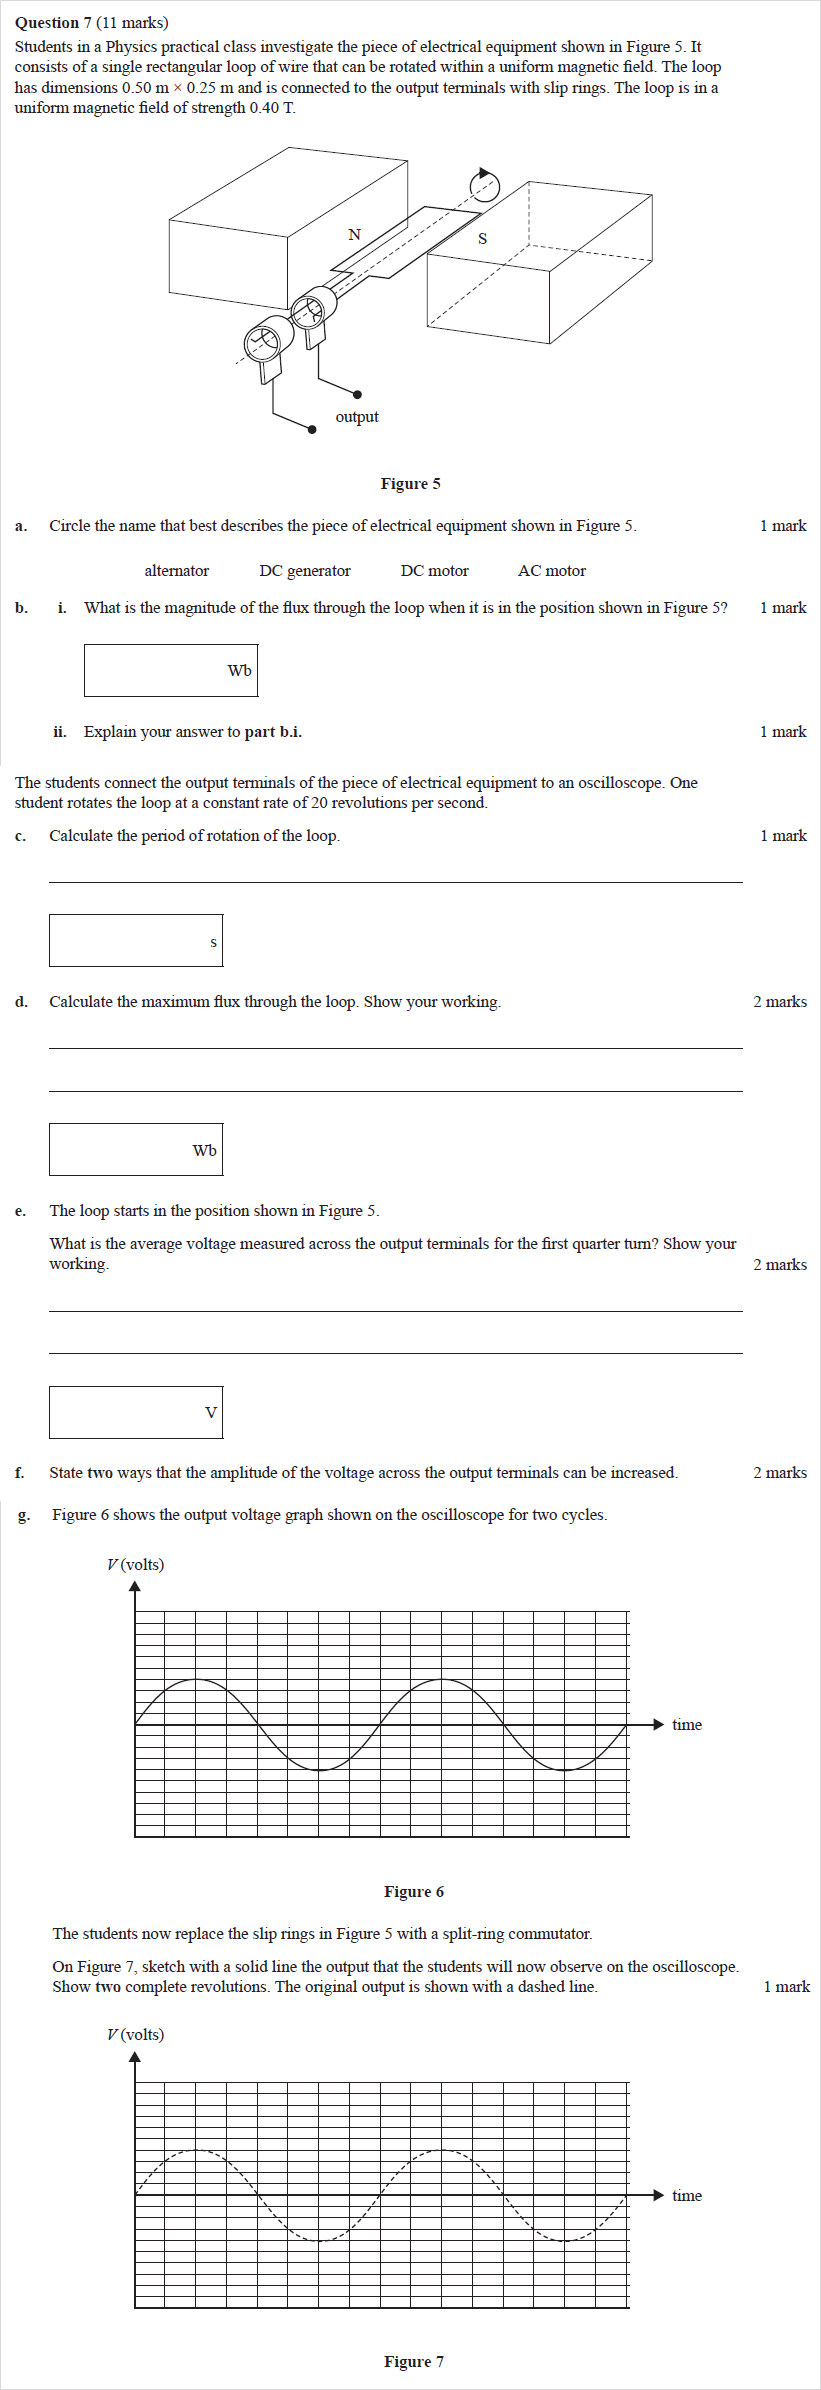 Question 7 (11 marks)
Students in a Physics practical class investigate the piece of electrical equipment shown in Figure 5. It
consists of a single rectangular loop of wire that can be rotated within a uniform magnetic field. The loop
has dimensions 0.50 m × 0.25 m and is connected to the output terminals with slip rings. The loop is in a
uniform magnetic field of strength 0.40 T.
N
S
output
Figure 5
a. Circle the name that best describes the piece of electrical equipment shown in Figure 5. 1 mark
alternator DC generator DC motor AC motor
b. i. What is the magnitude of the flux through the loop when it is in the position shown in Figure 5? 1 mark
Wb
ii. Explain your answer to part b.i. 1 mark
The students connect the output terminals of the piece of electrical equipment to an oscilloscope. One
student rotates the loop at a constant rate of 20 revolutions per second.
c. Calculate the period of rotation of the loop. 1 mark
s
d. Calculate the maximum flux through the loop. Show your working. 2 marks
Wb
e. The loop starts in the position shown in Figure 5.
What is the average voltage measured across the output terminals for the first quarter turn? Show your
working. 2 marks
V
f. State two ways that the amplitude of the voltage across the output terminals can be increased. 2 marks
g. Figure 6 shows the output voltage graph shown on the oscilloscope for two cycles.
V (volts)
time
Figure 6
The students now replace the slip rings in Figure 5 with a split-ring commutator.
On Figure 7, sketch with a solid line the output that the students will now observe on the oscilloscope.
Show two complete revolutions. The original output is shown with a dashed line. 1 mark
V (volts)
time
Figure 7